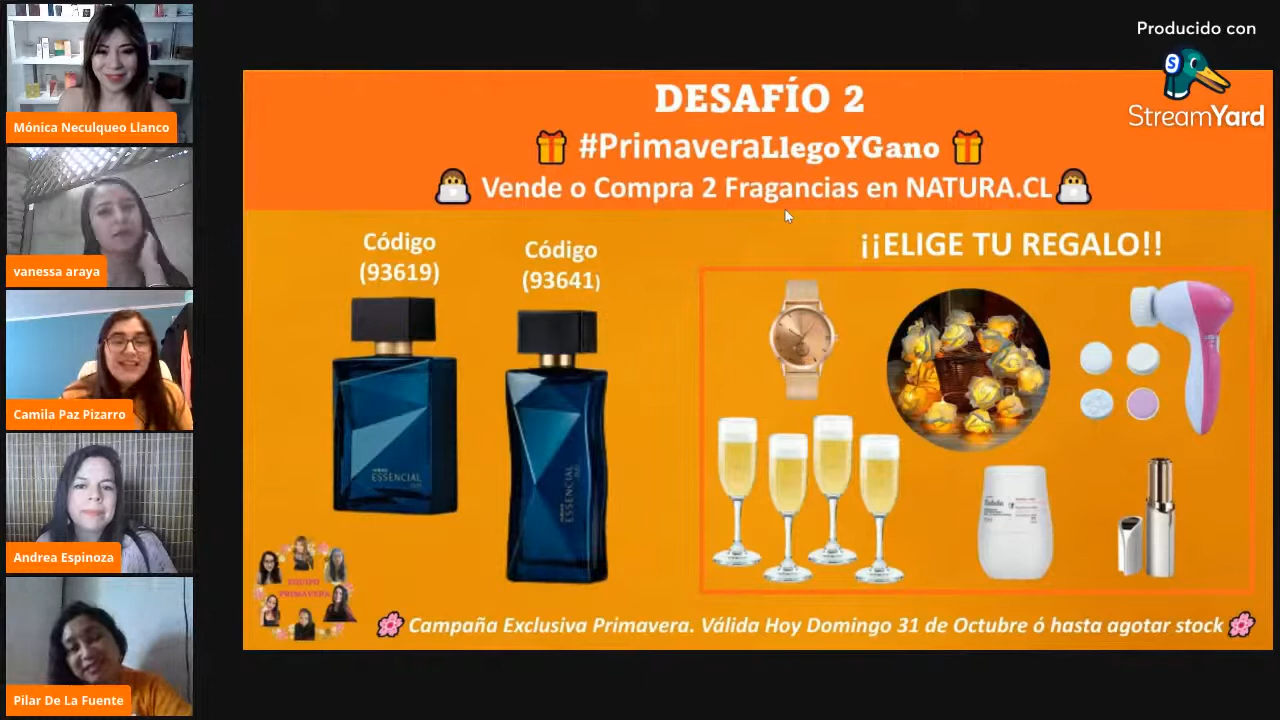 Producido con
StreamYard
Mónica Neculqueo Llanco
vanessa araya
Camila Paz Pizarro
Andrea Espinoza
Pilar De La Fuente
DESAFÍO 2
#PrimaveraLlegoYGano
Vende o Compra 2 Fragancias en NATURA.CL
Código
(93619)
Código
(93641)
¡¡ELIGE TU REGALO!!
ESSENCIAL
ESSENCIAL
EQUIPO
PRIMAVERA
Campaña Exclusiva Primavera. Válida Hoy Domingo 31 de Octubre ó hasta agotar stock